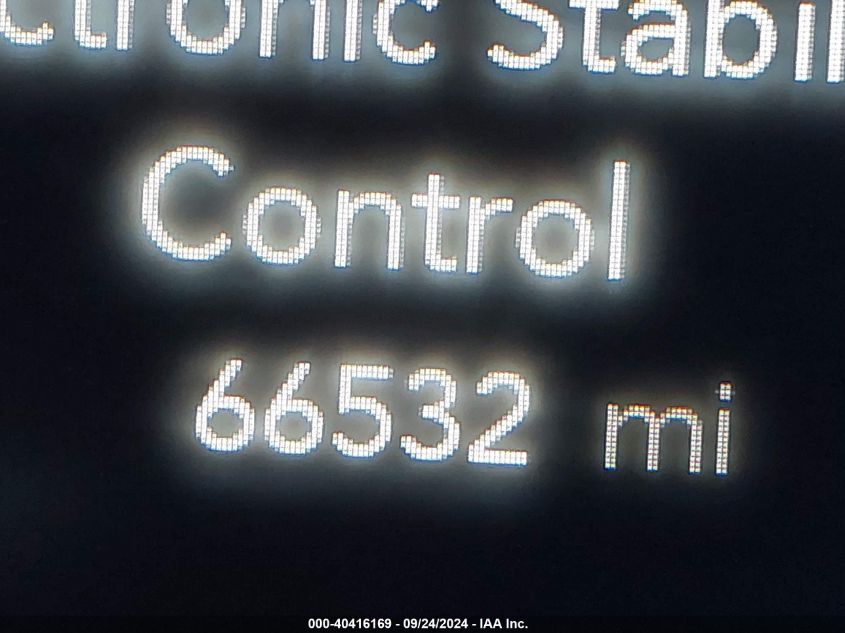 ctronic Stabil
Control
66532 mi
000-40416169 - 09/24/2024 - IAA Inc.